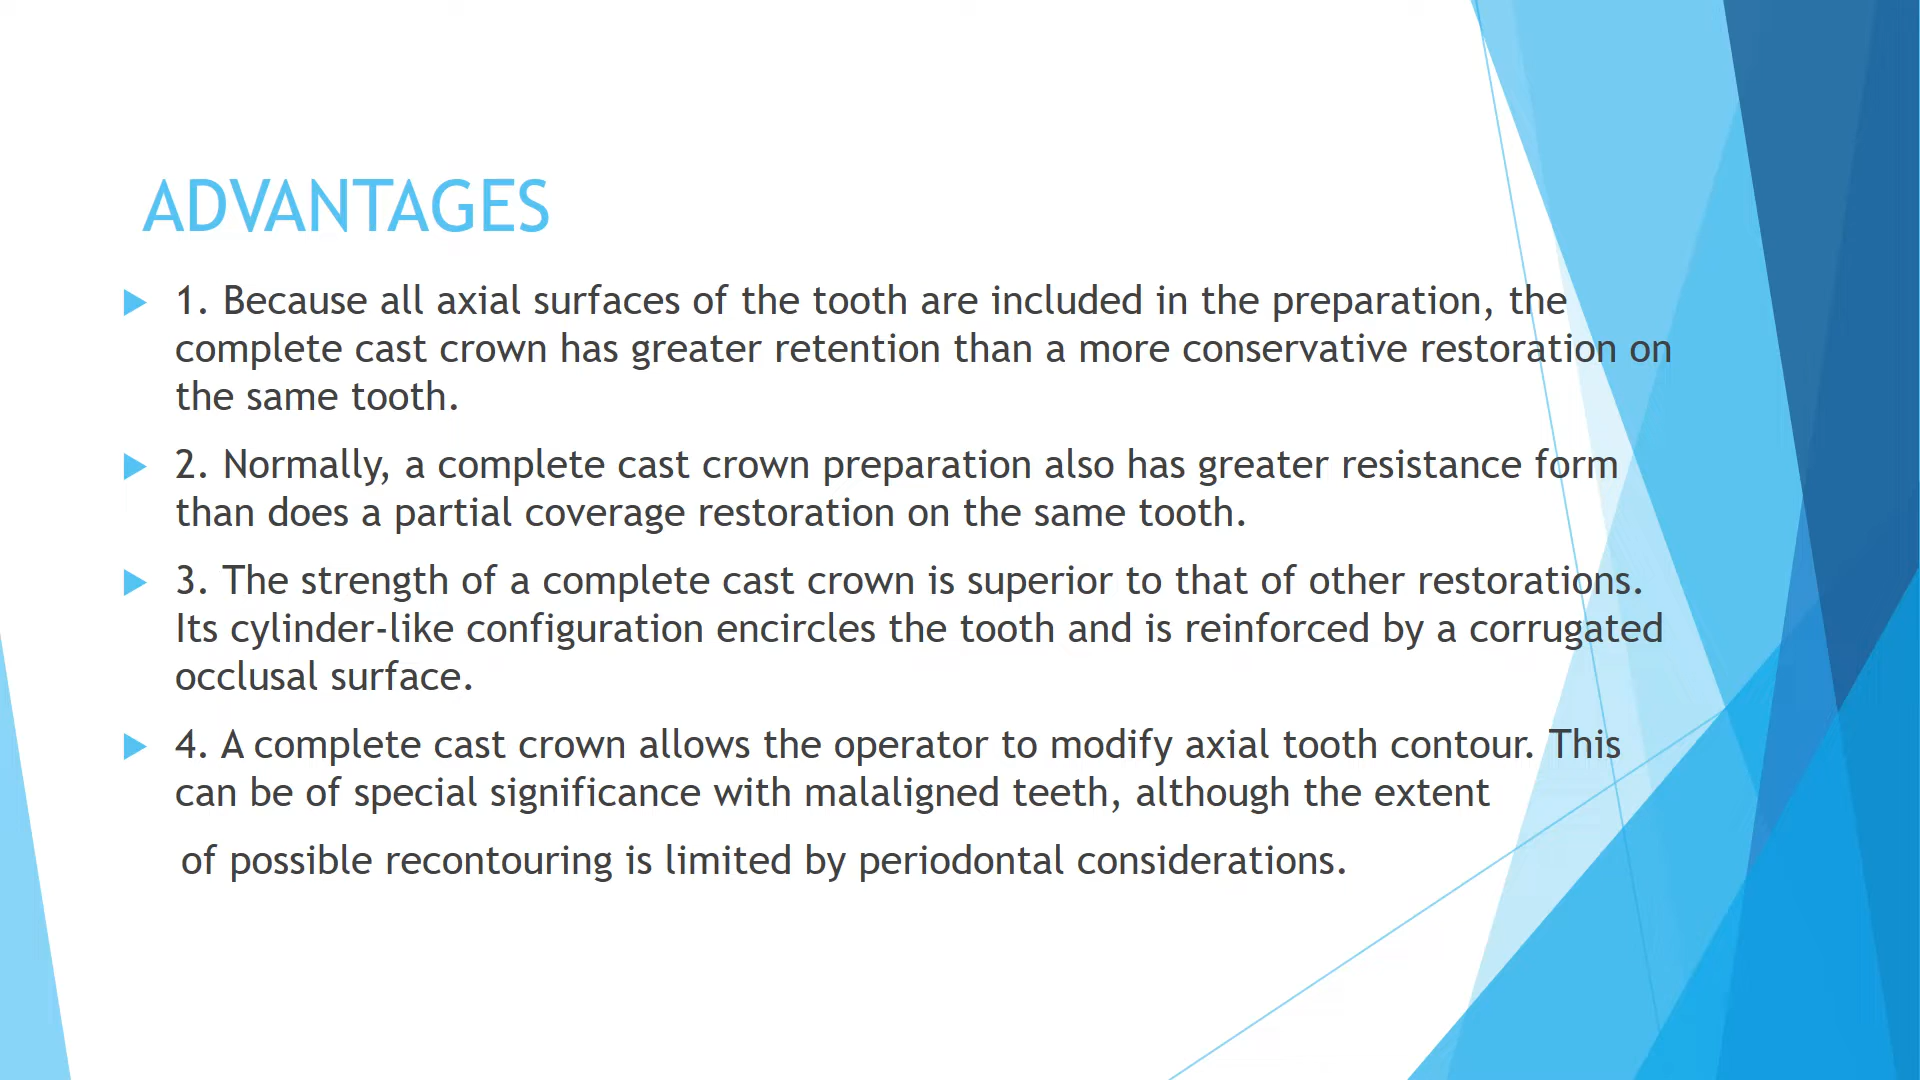 ADVANTAGES
1. Because all axial surfaces of the tooth are included in the preparation, the
complete cast crown has greater retention than a more conservative restoration on
the same tooth.
2. Normally, a complete cast crown preparation also has greater resistance form
than does a partial coverage restoration on the same tooth.
3. The strength of a complete cast crown is superior to that of other restorations.
Its cylinder-like configuration encircles the tooth and is reinforced by a corrugated
occlusal surface.
4. A complete cast crown allows the operator to modify axial tooth contour. This
can be of special significance with malaligned teeth, although the extent
of possible recontouring is limited by periodontal considerations.